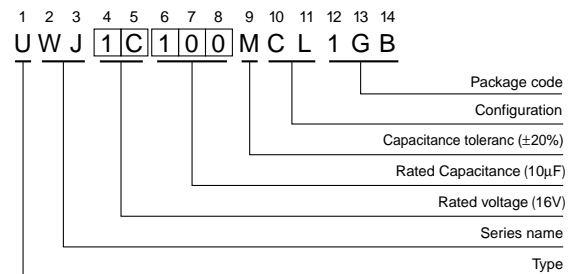 1 2 3 4 5 6 7 8 9 10 11 12 13 14
U W J 1 C 1 0 0 M C L 1 G B
Package code
Configuration
Capacitance toleranc (±20%)
Rated Capacitance (10µF)
Rated voltage (16V)
Series name
Type